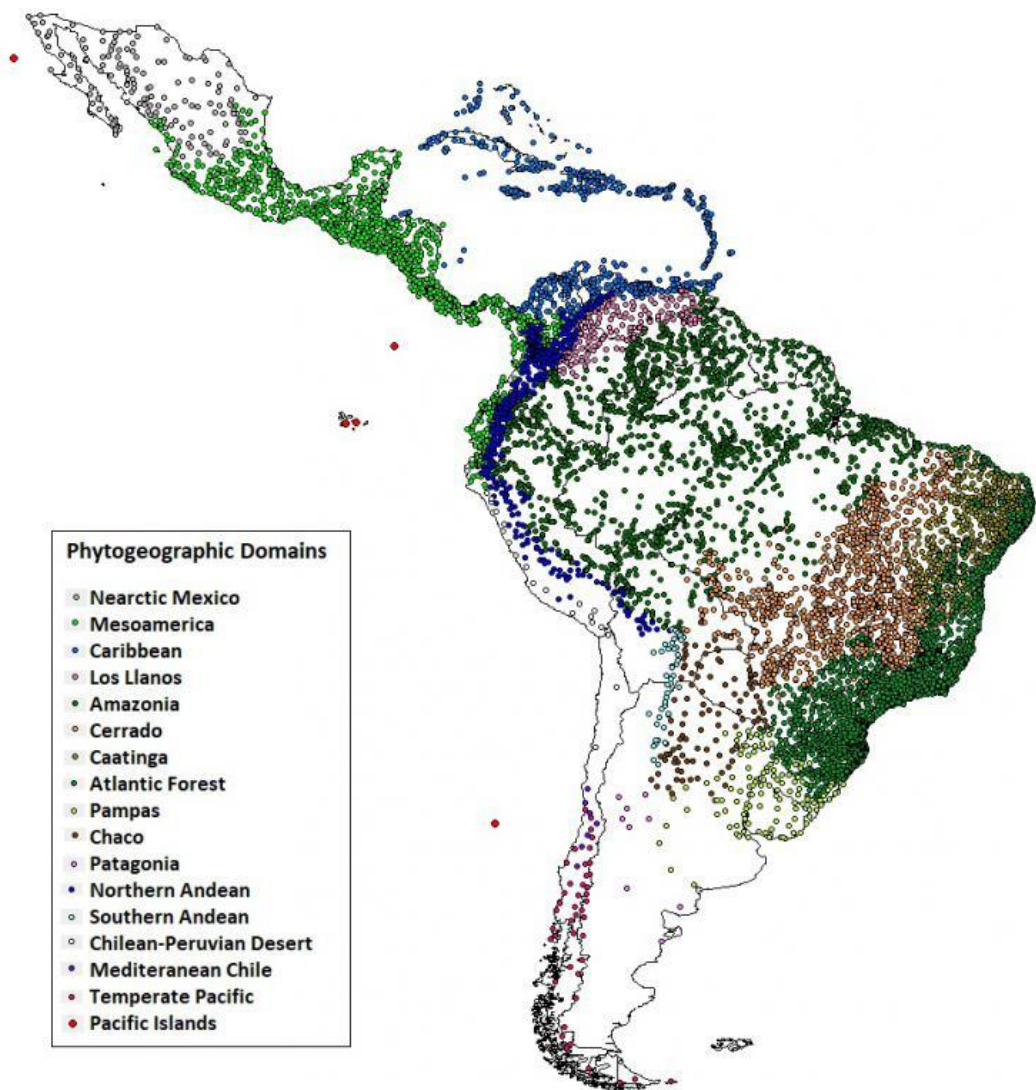 Phytogeographic Domains
Nearctic Mexico
Mesoamerica
Caribbean
Los Llanos
Amazonia
Cerrado
Caatinga
Atlantic Forest
Pampas
Chaco
Patagonia
Northern Andean
Southern Andean
Chilean-Peruvian Desert
Mediteranean Chile
Temperate Pacific
Pacific Islands